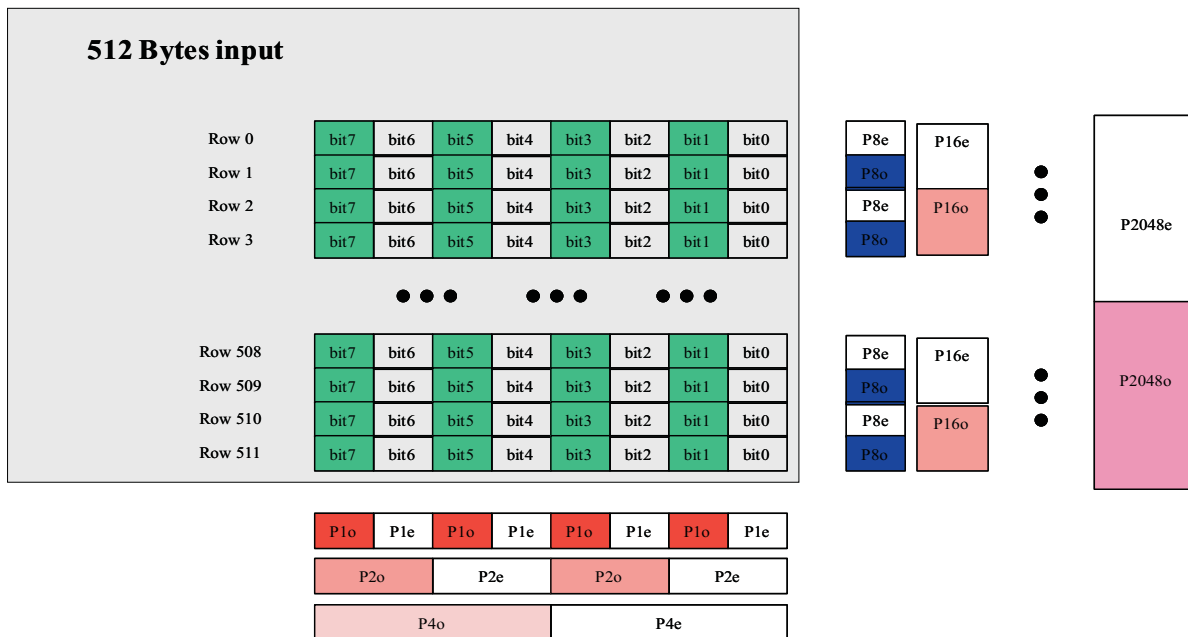 512 Bytes input
Row 0 bit7 bit6 bit5 bit4 bit3 bit2 bit1 bit0 P8e P16e
Row 1 bit7 bit6 bit5 bit4 bit3 bit2 bit1 bit0 P8o
Row 2 bit7 bit6 bit5 bit4 bit3 bit2 bit1 bit0 P8e P16o
P2048e
Row 3 bit7 bit6 bit5 bit4 bit3 bit2 bit1 bit0 P8o
Row 508 bit7 bit6 bit5 bit4 bit3 bit2 bit1 bit0 P8e P16e
Row 509 bit7 bit6 bit5 bit4 bit3 bit2 bit1 bit0 P8o P2048o
Row 510 bit7 bit6 bit5 bit4 bit3 bit2 bit1 bit0 P8e P16o
Row 511 bit7 bit6 bit5 bit4 bit3 bit2 bit1 bit0 P8o
P1o P1e P1o P1e P1o P1e P1o P1e
P2o P2e P2o P2e
P4o P4e